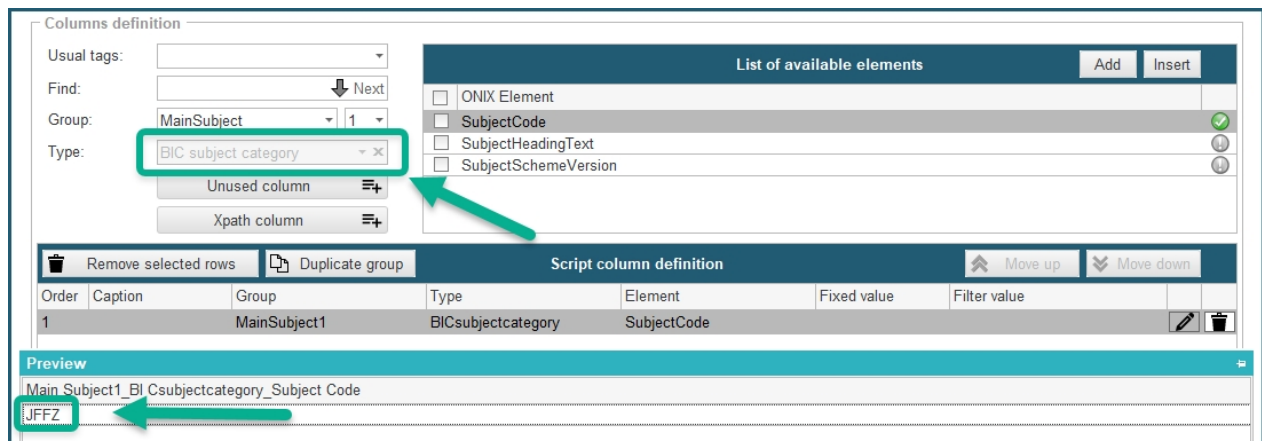 Columns definition
Usual tags:
Find: Next
Group: MainSubject 1
Type: BIC subject category
Unused column
Xpath column
List of available elements Add Insert
ONIX Element
SubjectCode
SubjectHeadingText
SubjectSchemeVersion
Remove selected rows Duplicate group Script column definition Move up Move down
Order Caption Group Type Element Fixed value Filter value
1 MainSubject1 BICsubjectcategory SubjectCode
Preview
Main Subject1_BI Csubjectcategory_Subject Code
JFFZ